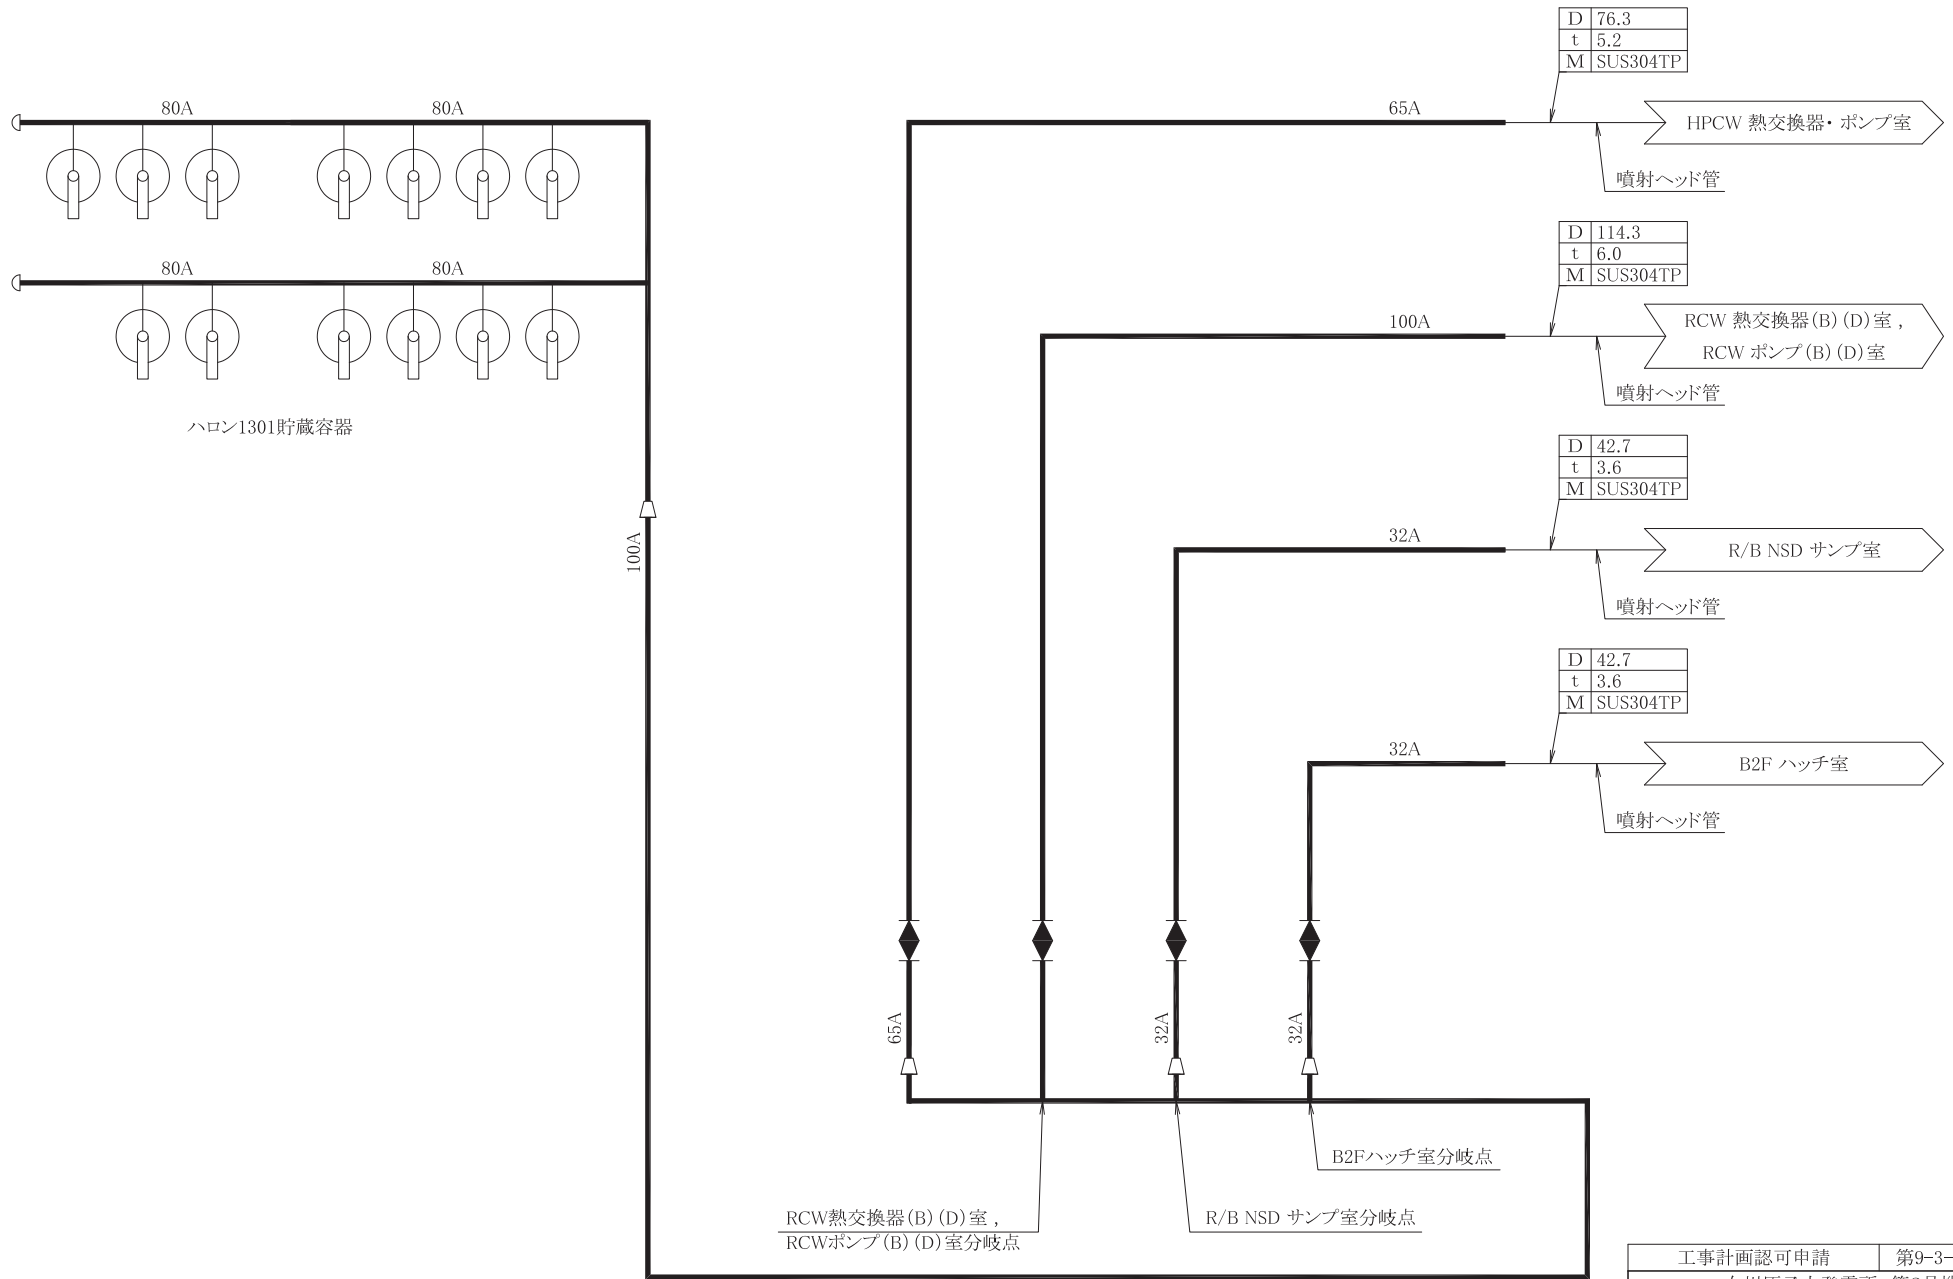 D 76.3
t 5.2
M SUS304TP
80A
80A
65A
HPCW 熱交換器・ポンプ室
噴射ヘッド管
D 114.3
t 6.0
M SUS304TP
80A
80A
100A
RCW 熱交換器(B)(D)室,
RCW ポンプ(B)(D)室
噴射ヘッド管
ハロン1301貯蔵容器
D 42.7
t 3.6
M SUS304TP
100A
32A
R/B NSD サンプ室
噴射ヘッド管
D 42.7
t 3.6
M SUS304TP
32A
B2F ハッチ室
噴射ヘッド管
65A
32A
32A
B2Fハッチ室分岐点
RCW熱交換器(B)(D)室,
RCWポンプ(B)(D)室分岐点
R/B NSD サンプ室分岐点
工事計画認可申請
第9-3-